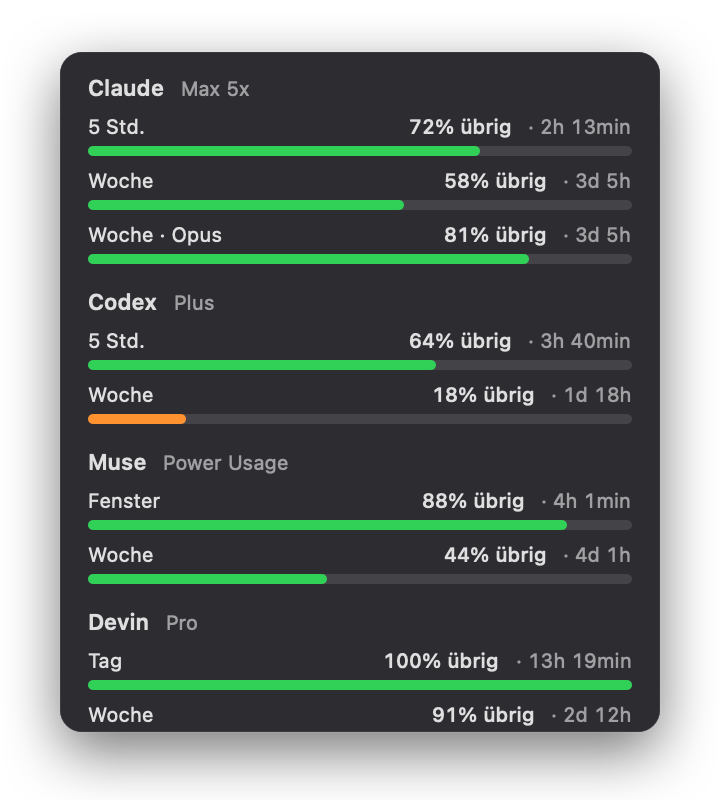 Claude Max 5x
5 Std. 72% übrig · 2h 13min
Woche 58% übrig · 3d 5h
Woche · Opus 81% übrig · 3d 5h
Codex Plus
5 Std. 64% übrig · 3h 40min
Woche 18% übrig · 1d 18h
Muse Power Usage
Fenster 88% übrig · 4h 1min
Woche 44% übrig · 4d 1h
Devin Pro
Tag 100% übrig · 13h 19min
Woche 91% übrig · 2d 12h